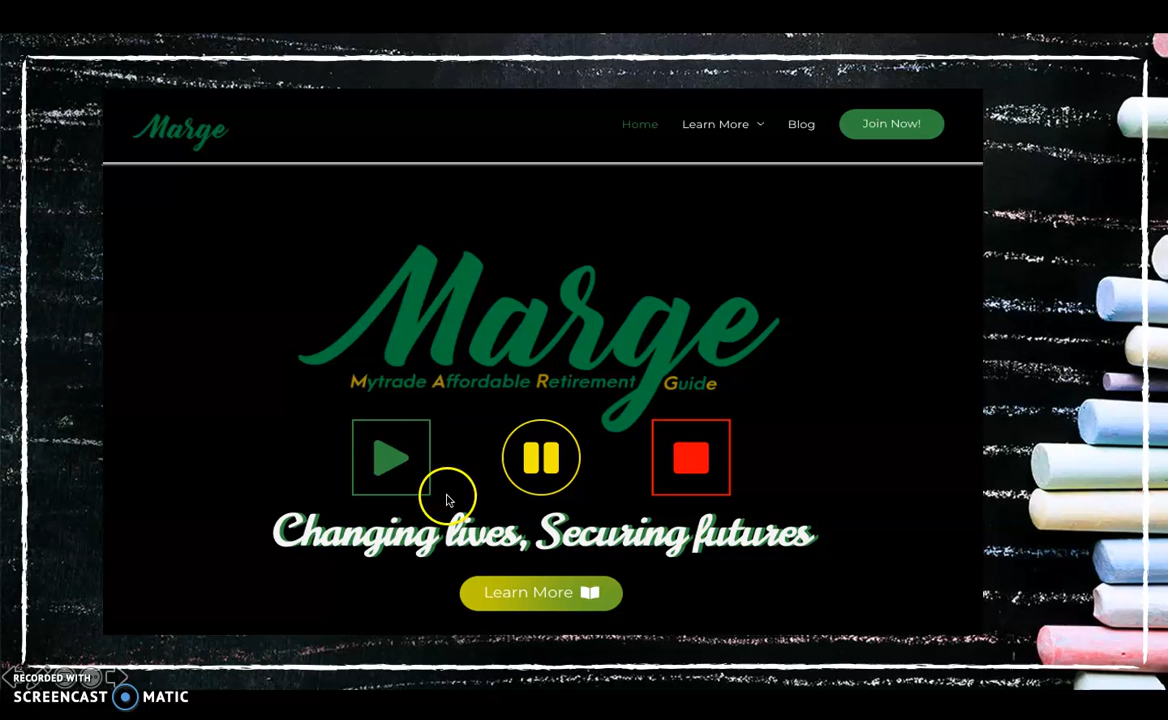 Marge
Home Learn More Blog Join Now!
Marge
Mytrade Affordable Retirement Guide
Changing lives, Securing futures
Learn More
RECORDED WITH
SCREENCAST MATIC